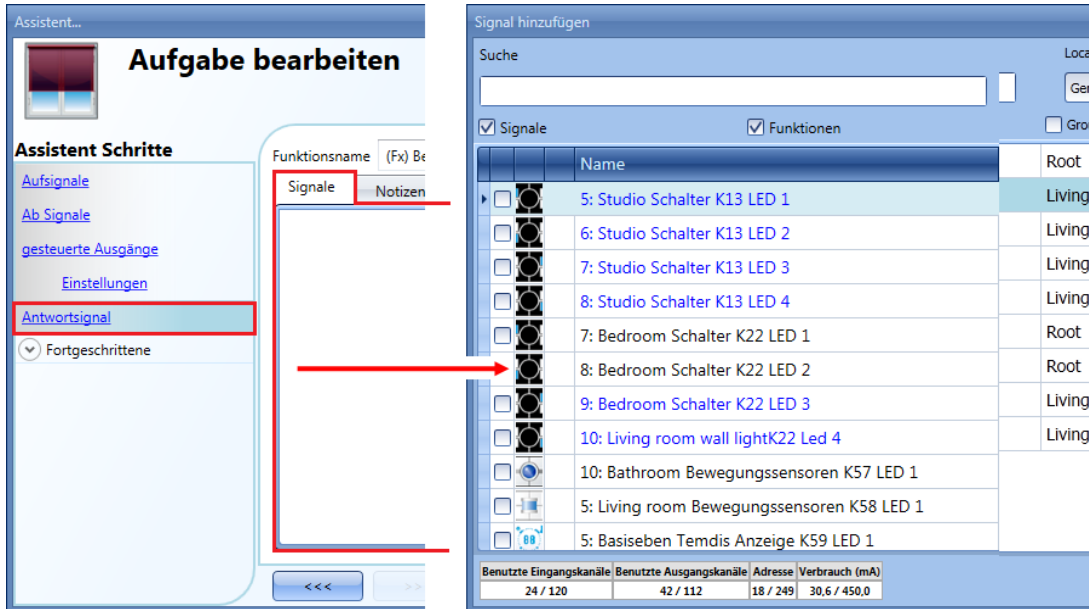 Assistent...
Aufgabe bearbeiten
Assistent Schritte
Aufsignale
Ab Signale
gesteuerte Ausgänge
Einstellungen
Antwortsignal
Fortgeschrittene
Funktionsname (Fx) Be
Signale Notizen
<<< >>
Signal hinzufügen
Suche Loca
Ger
Signale Funktionen Gro
Name Root
5: Studio Schalter K13 LED 1 Living
6: Studio Schalter K13 LED 2 Living
7: Studio Schalter K13 LED 3 Living
8: Studio Schalter K13 LED 4 Living
7: Bedroom Schalter K22 LED 1 Root
8: Bedroom Schalter K22 LED 2 Root
9: Bedroom Schalter K22 LED 3 Living
10: Living room wall lightK22 Led 4 Living
10: Bathroom Bewegungssensoren K57 LED 1
5: Living room Bewegungssensoren K58 LED 1
88 5: Basiseben Temdis Anzeige K59 LED 1
Benutzte Eingangskanäle Benutzte Ausgangskanäle Adresse Verbrauch (mA)
24 / 120 42 / 112 18 / 249 30,6 / 450,0